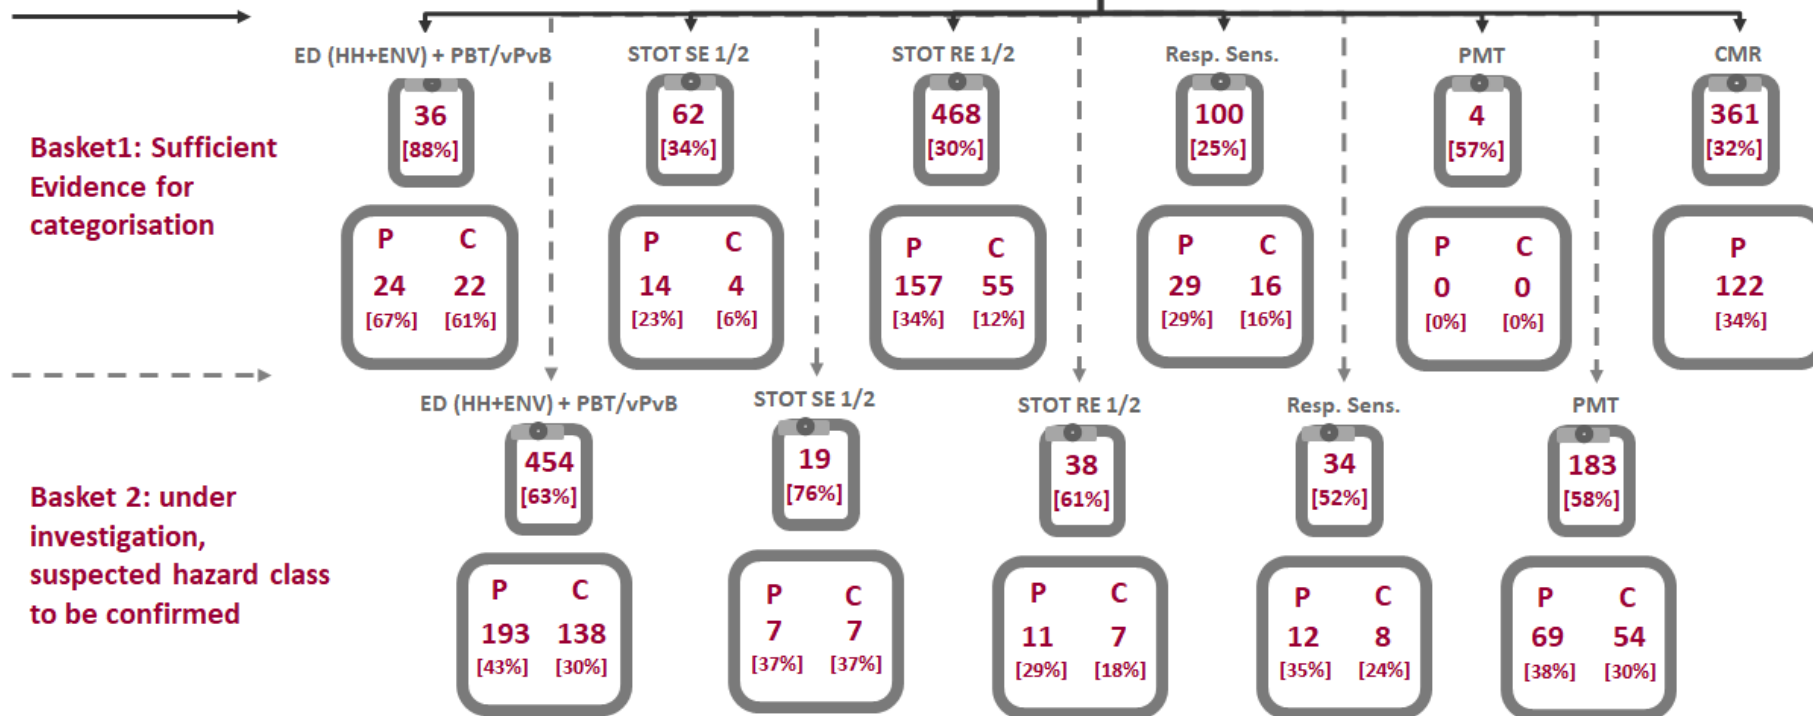 ED (HH+ENV) + PBT/vPvB STOT SE 1/2 STOT RE 1/2 Resp. Sens. PMT CMR
36 62 468 100 4 361
[88%] [34%] [30%] [25%] [57%] [32%]
Basket1: Sufficient
Evidence for
categorisation
P C P C P C P C P C P
24 22 14 4 157 55 29 16 0 0 122
[67%] [61%] [23%] [6%] [34%] [12%] [29%] [16%] [0%] [0%] [34%]
ED (HH+ENV) + PBT/vPvB STOT SE 1/2 STOT RE 1/2 Resp. Sens. PMT
454 19 38 34 183
[63%] [76%] [61%] [52%] [58%]
Basket 2: under
investigation,
suspected hazard class
to be confirmed
P C P C P C P C P C
193 138 7 7 11 7 12 8 69 54
[43%] [30%] [37%] [37%] [29%] [18%] [35%] [24%] [38%] [30%]